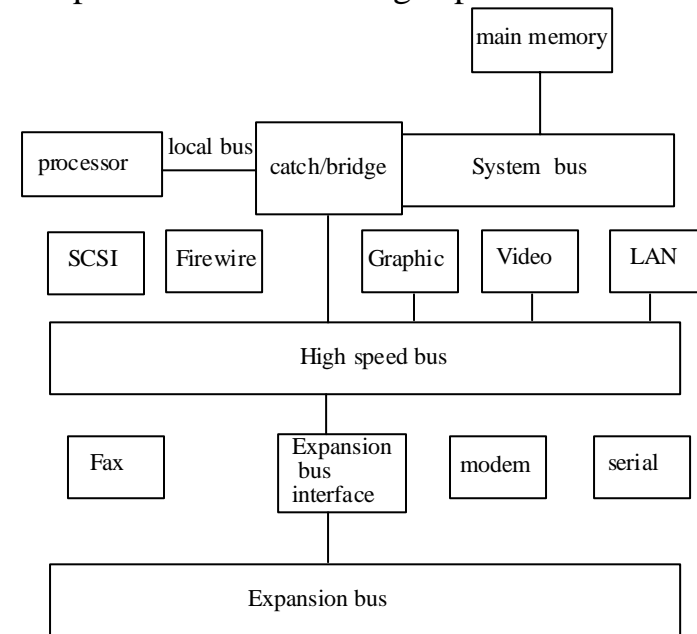 main memory
local bus
processor
catch/bridge
System bus
SCSI
Firewire
Graphic
Video
LAN
High speed bus
Fax
Expansion
bus
interface
modem
serial
Expansion bus